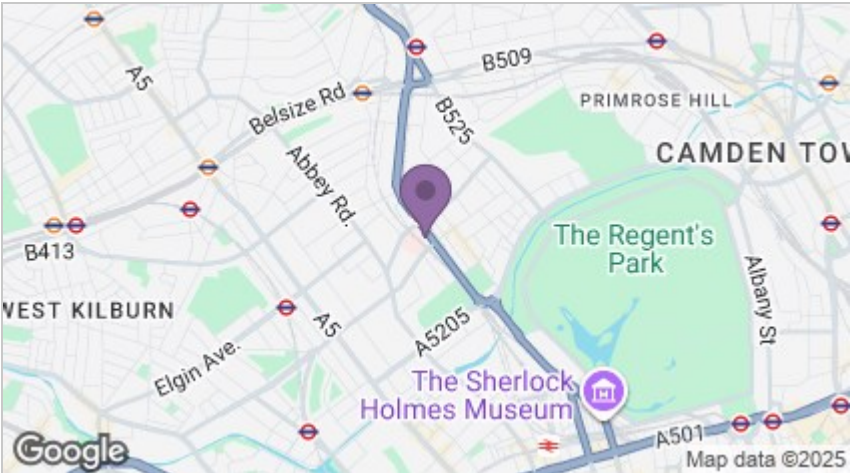 A5
B509
Belsize Rd
B525
PRIMROSE HILL
Abbey Rd.
CAMDEN TOW
The Regent's
Park
B413
WEST KILBURN
Albany St
A5
A5205
Elgin Ave.
The Sherlock
Holmes Museum
A501
Google
Map data ©2025